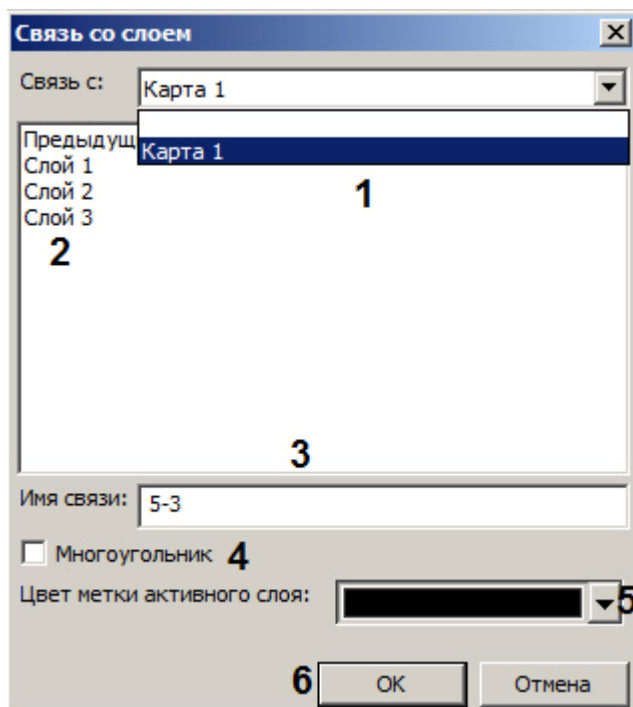 Связь со слоем
Связь с:
Карта 1
Карта 1
Предыдущ
Слой 1
Слой 2
Слой 3
1
2
3
Имя связи:
5-3
Многоугольник 4
Цвет метки активного слоя:
5
6
OK
Отмена